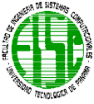 FACULTAD DE INGENIERIA DE SISTEMAS COMPUTACIONALES
FISC
UNIVERSIDAD TECNOLOGICA DE PANAMA